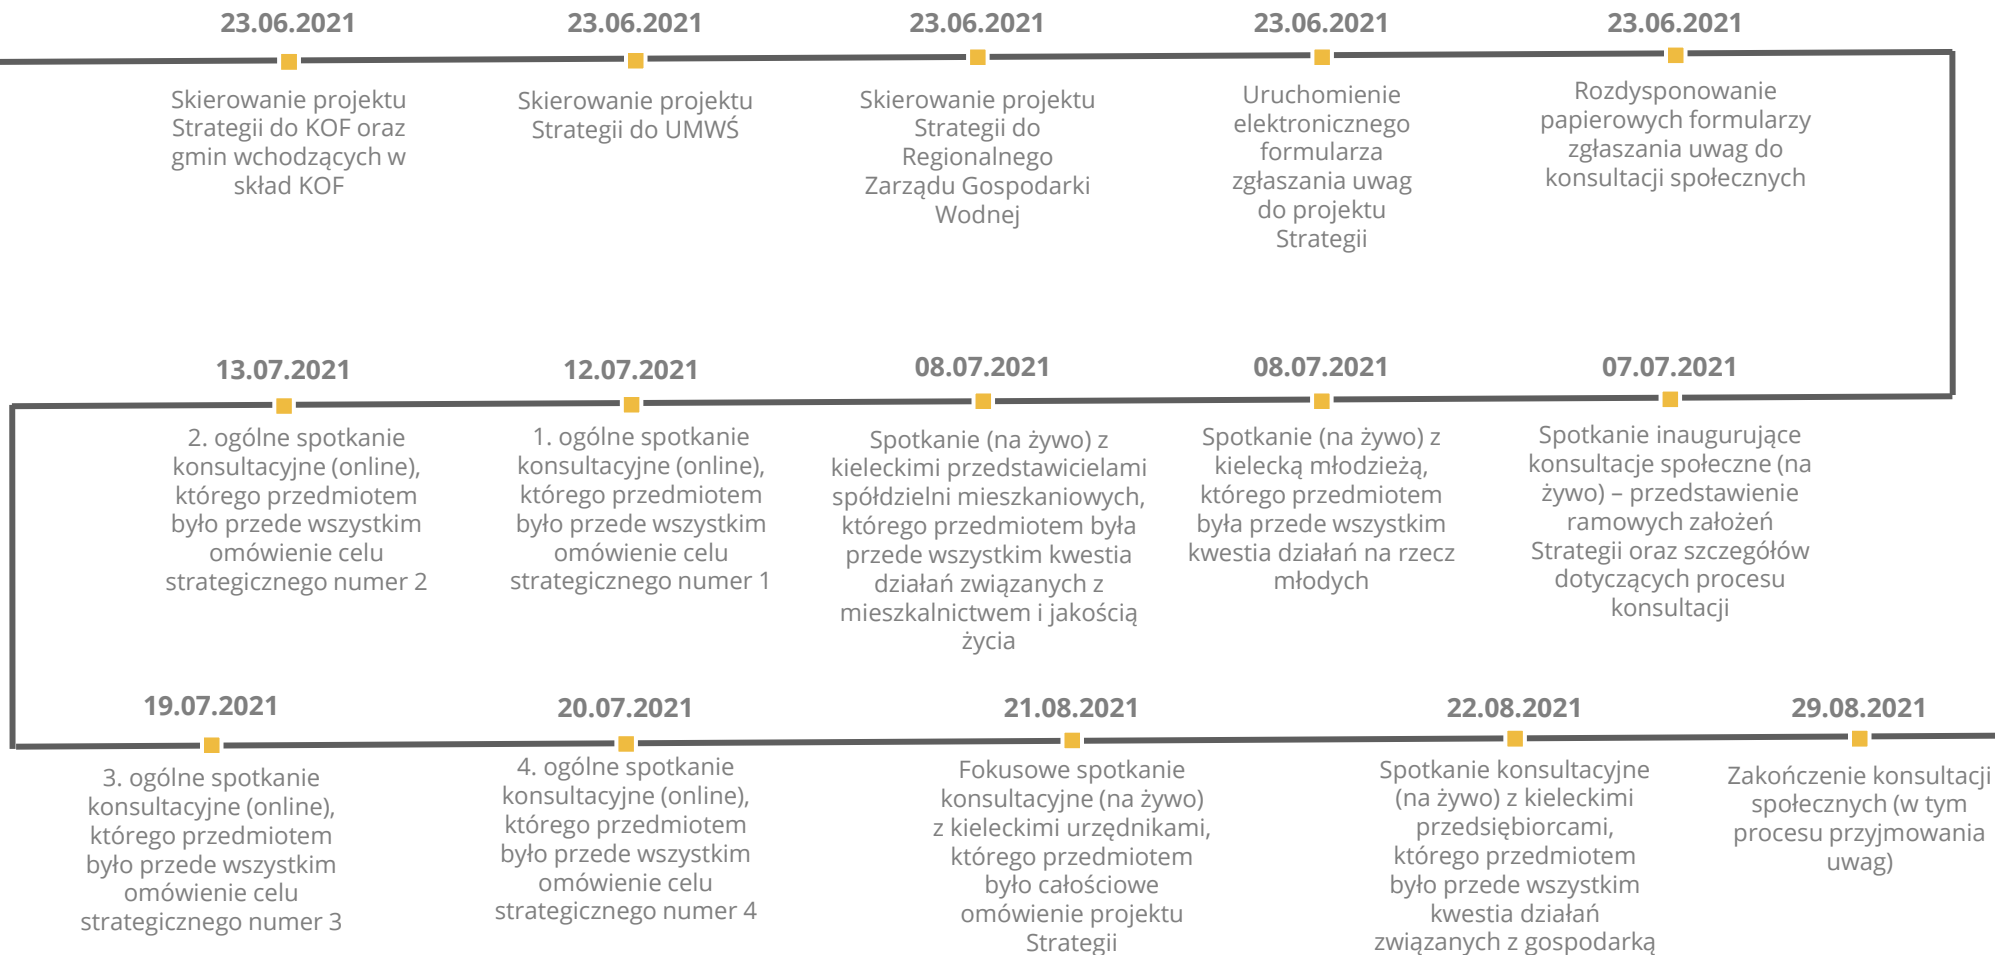 23.06.2021
Skierowanie projektu
Strategii do KOF oraz
gmin wchodzących w
skład KOF
23.06.2021
Skierowanie projektu
Strategii do UMWŚ
23.06.2021
Skierowanie projektu
Strategii do
Regionalnego
Zarządu Gospodarki
Wodnej
23.06.2021
Uruchomienie
elektronicznego
formularza
zgłaszania uwag
do projektu
Strategii
23.06.2021
Rozdysponowanie
papierowych formularzy
zgłaszania uwag do
konsultacji społecznych
07.07.2021
Spotkanie inaugurujące
konsultacje społeczne (na
żywo) – przedstawienie
ramowych założeń
Strategii oraz szczegółów
dotyczących procesu
konsultacji
08.07.2021
Spotkanie (na żywo) z
kielecką młodzieżą,
którego przedmiotem
była przede wszystkim
kwestia działań na rzecz
młodych
08.07.2021
Spotkanie (na żywo) z
kieleckimi przedstawicielami
spółdzielni mieszkaniowych,
którego przedmiotem była
przede wszystkim kwestia
działań związanych z
mieszkalnictwem i jakością
życia
12.07.2021
1. ogólne spotkanie
konsultacyjne (online),
którego przedmiotem
było przede wszystkim
omówienie celu
strategicznego numer 1
13.07.2021
2. ogólne spotkanie
konsultacyjne (online),
którego przedmiotem
było przede wszystkim
omówienie celu
strategicznego numer 2
19.07.2021
3. ogólne spotkanie
konsultacyjne (online),
którego przedmiotem
było przede wszystkim
omówienie celu
strategicznego numer 3
20.07.2021
4. ogólne spotkanie
konsultacyjne (online),
którego przedmiotem
było przede wszystkim
omówienie celu
strategicznego numer 4
21.08.2021
Fokusowe spotkanie
konsultacyjne (na żywo)
z kieleckimi urzędnikami,
którego przedmiotem
było całościowe
omówienie projektu
Strategii
22.08.2021
Spotkanie konsultacyjne
(na żywo) z kieleckimi
przedsiębiorcami,
którego przedmiotem
było przede wszystkim
kwestia działań
związanych z gospodarką
29.08.2021
Zakończenie konsultacji
społecznych (w tym
procesu przyjmowania
uwag)